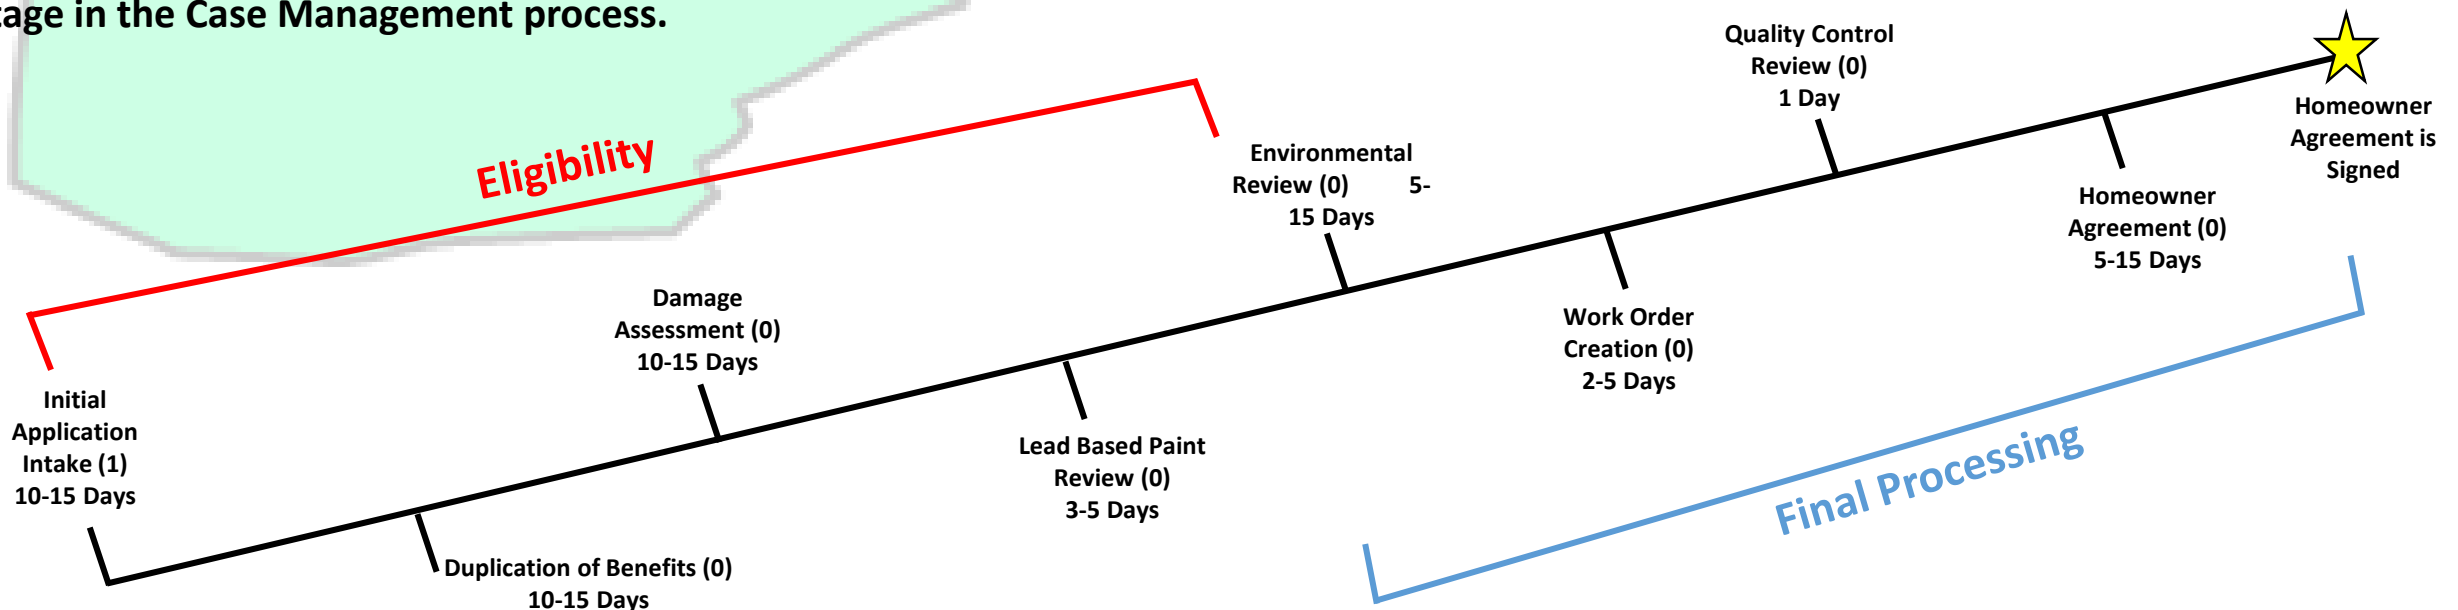 tage in the Case Management process.
Eligibility
Initial
Application
Intake (1)
10-15 Days
Duplication of Benefits (0)
10-15 Days
Damage
Assessment (0)
10-15 Days
Lead Based Paint
Review (0)
3-5 Days
Environmental
Review (0) 5-
15 Days
Work Order
Creation (0)
2-5 Days
Quality Control
Review (0)
1 Day
Homeowner
Agreement (0)
5-15 Days
Homeowner
Agreement is
Signed
Final Processing